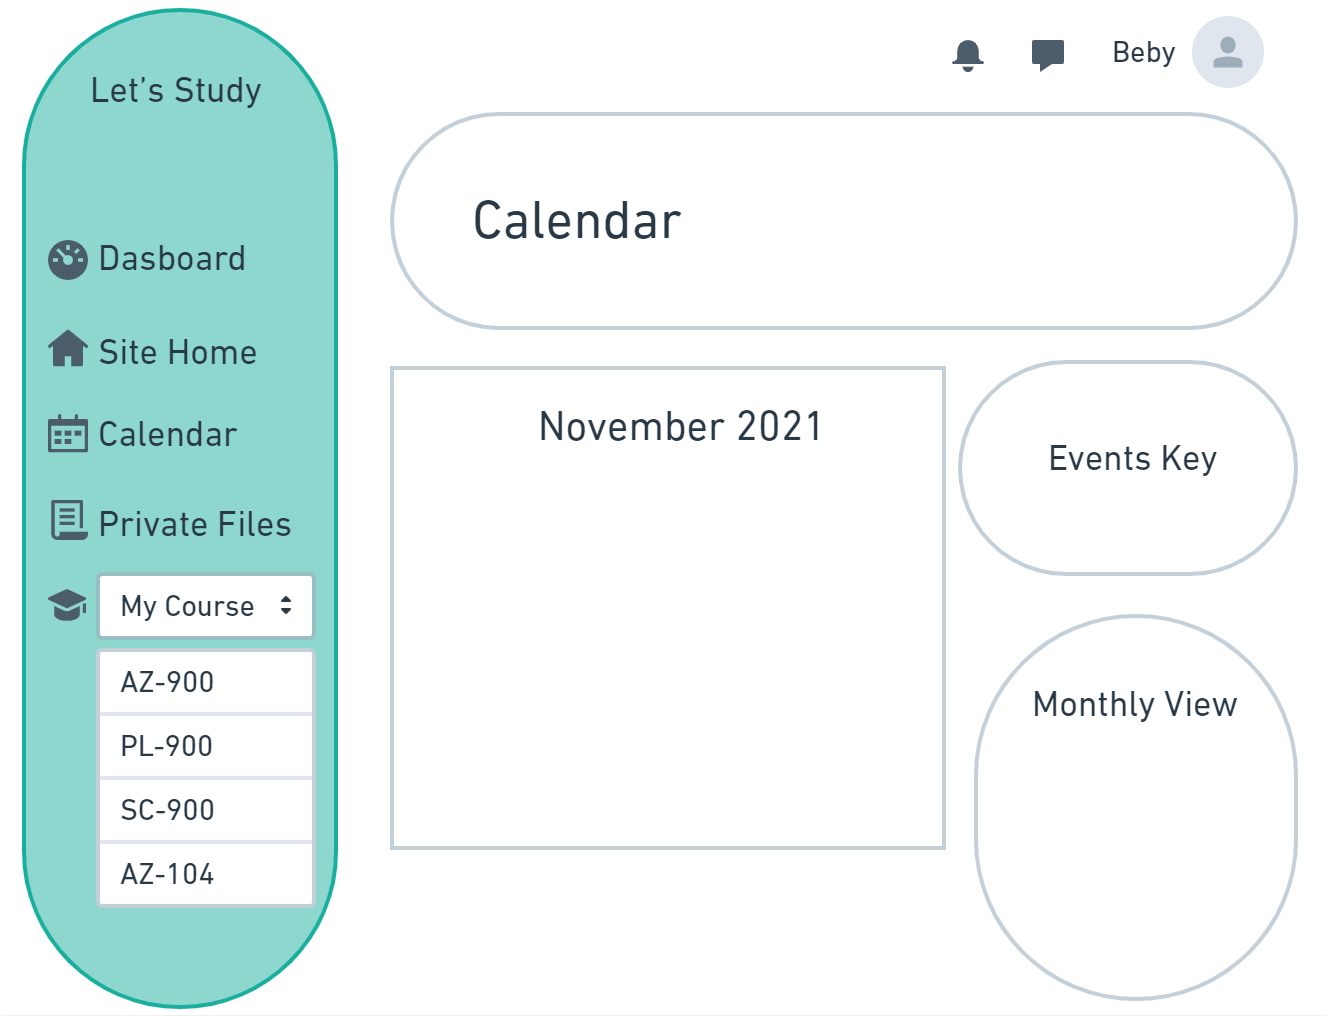 Let's Study
Dasboard
Site Home
Calendar
Private Files
My Course
AZ-900
PL-900
SC-900
AZ-104
Beby
Calendar
November 2021
Events Key
Monthly View